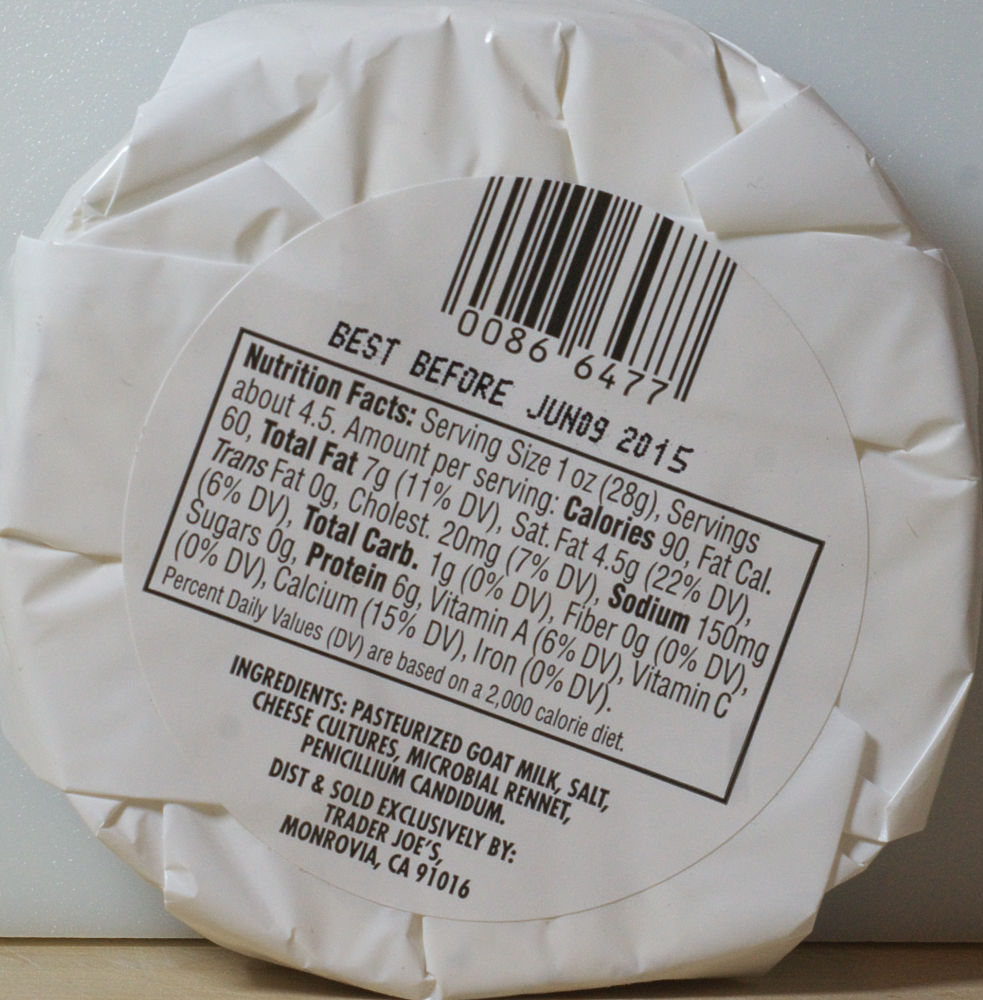 0086 6477
BEST BEFORE JUN09 2015
Nutrition Facts: Serving Size 1 oz (28g), Servings
about 4.5. Amount per serving: Calories 90, Fat Cal.
60, Total Fat 7g (11% DV), Sat. Fat 4.5g (22% DV),
Trans Fat 0g, Cholest. 20mg (7% DV), Sodium 150mg
(6% DV), Total Carb. 1g (0% DV), Fiber 0g (0% DV),
Sugars 0g, Protein 6g, Vitamin A (6% DV), Vitamin C
(0% DV), Calcium (15% DV), Iron (0% DV).
Percent Daily Values (DV) are based on a 2,000 calorie diet.
INGREDIENTS: PASTEURIZED GOAT MILK, SALT,
CHEESE CULTURES, MICROBIAL RENNET,
PENICILLIUM CANDIDUM.
DIST & SOLD EXCLUSIVELY BY:
TRADER JOE'S,
MONROVIA, CA 91016